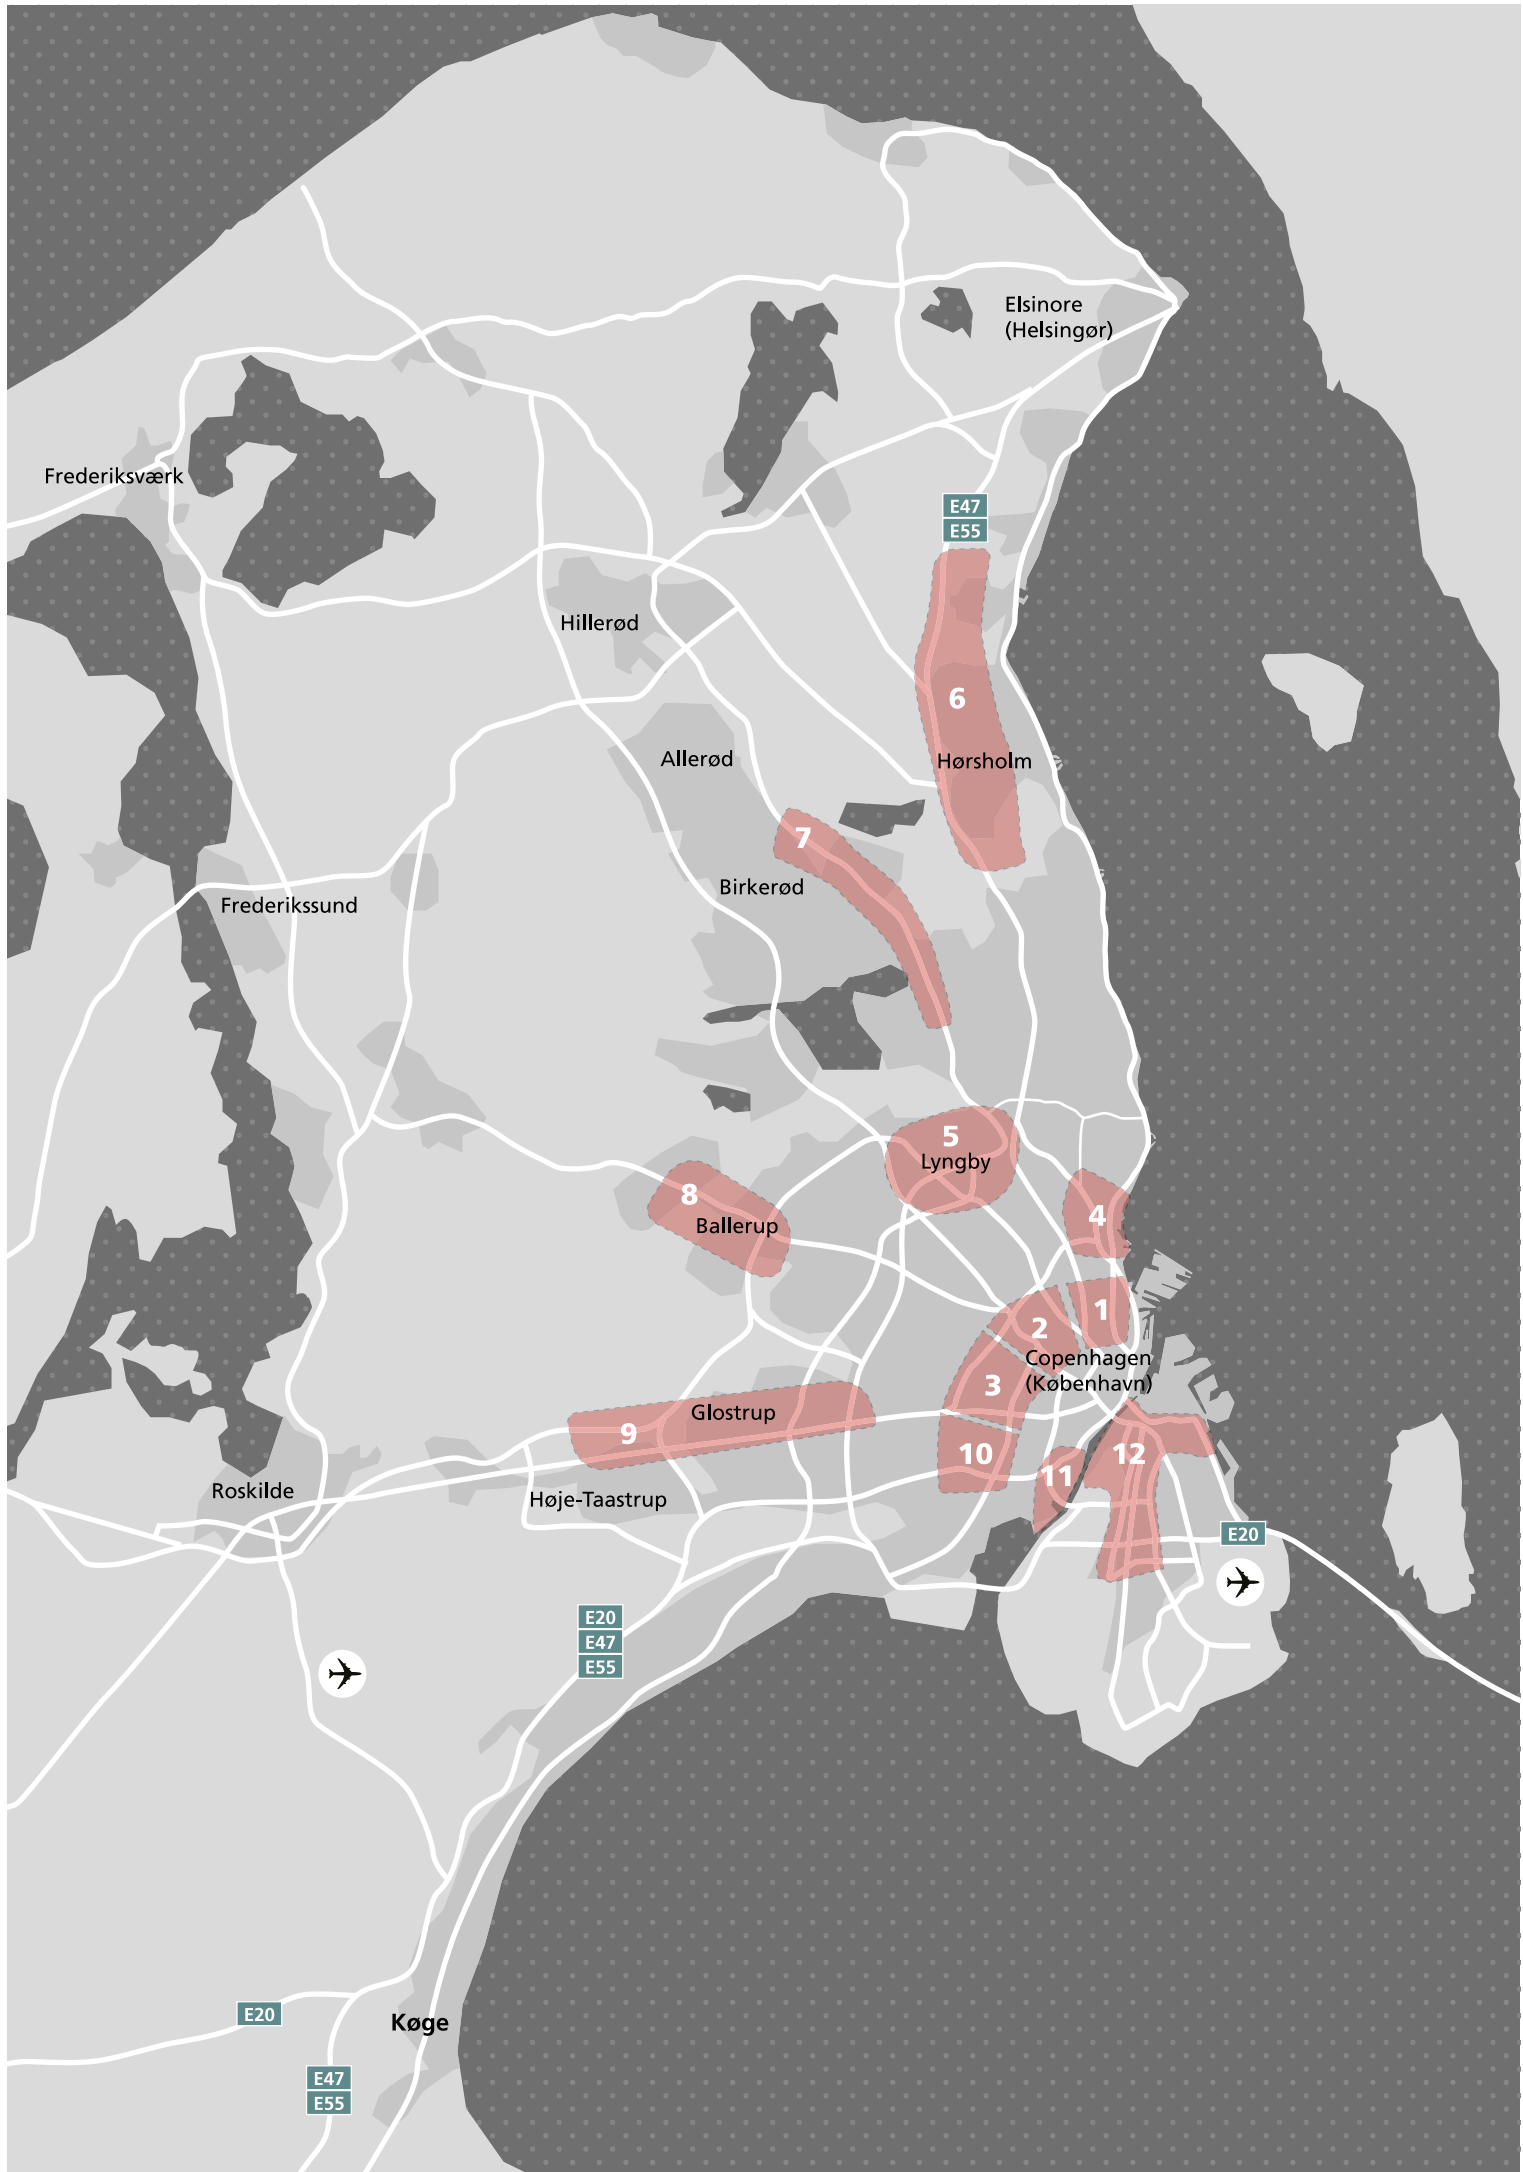 Elsinore
(Helsingør)
Frederiksværk
E47
E55
Hillerød
6
Allerød
Hørsholm
7
Birkerød
Frederikssund
5
Lyngby
8
Ballerup
4
1
2
Copenhagen
(København)
3
Glostrup
9
10
12
11
Roskilde
Høje-Taastrup
E20
E20
E47
E55
E20
Køge
E47
E55